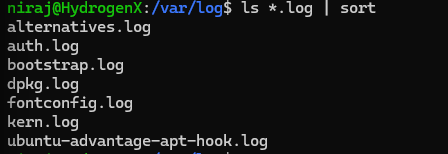 niraj@HydrogenX:/var/log$ ls *.log | sort
alternatives.log
auth.log
bootstrap.log
dpkg.log
fontconfig.log
kern.log
ubuntu-advantage-apt-hook.log